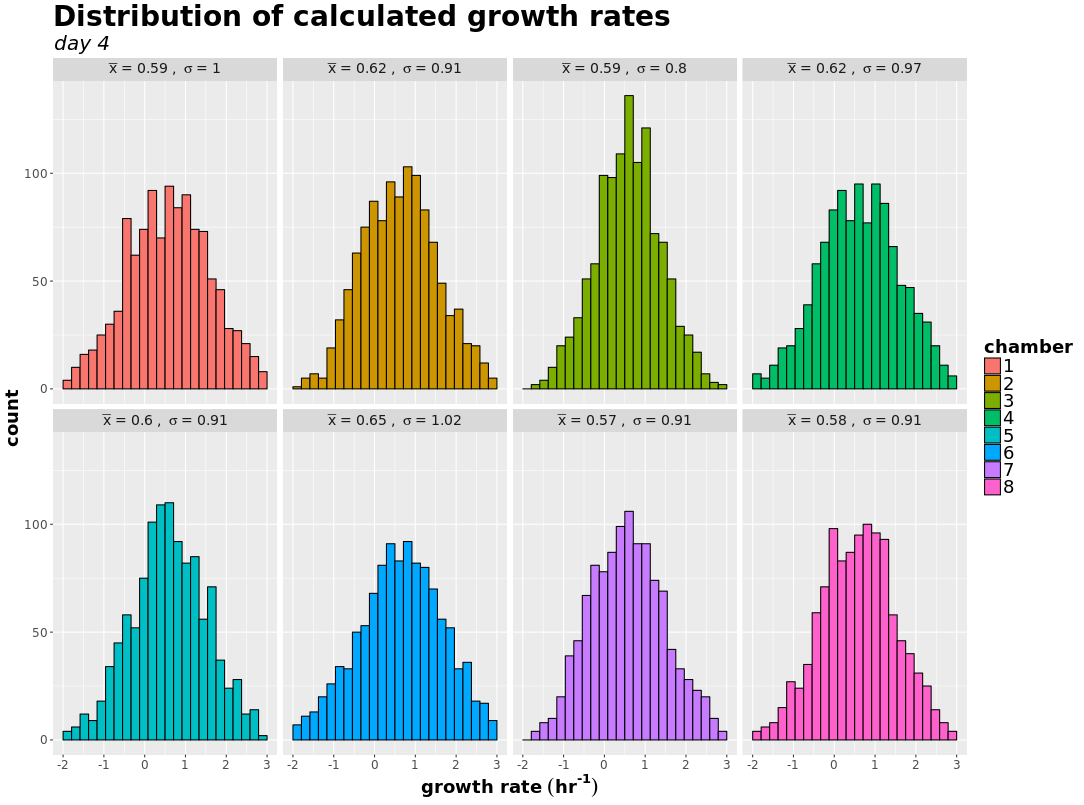 Distribution of calculated growth rates
day 4
x̅ = 0.59 , σ = 1
x̅ = 0.62 , σ = 0.91
x̅ = 0.59 , σ = 0.8
x̅ = 0.62 , σ = 0.97
100
50
0
count
chamber
1
2
3
4
5
6
7
8
x̅ = 0.6 , σ = 0.91
x̅ = 0.65 , σ = 1.02
x̅ = 0.57 , σ = 0.91
x̅ = 0.58 , σ = 0.91
100
50
0
-2 -1 0 1 2 3
-2 -1 0 1 2 3
-2 -1 0 1 2 3
-2 -1 0 1 2 3
growth rate (hr⁻¹)